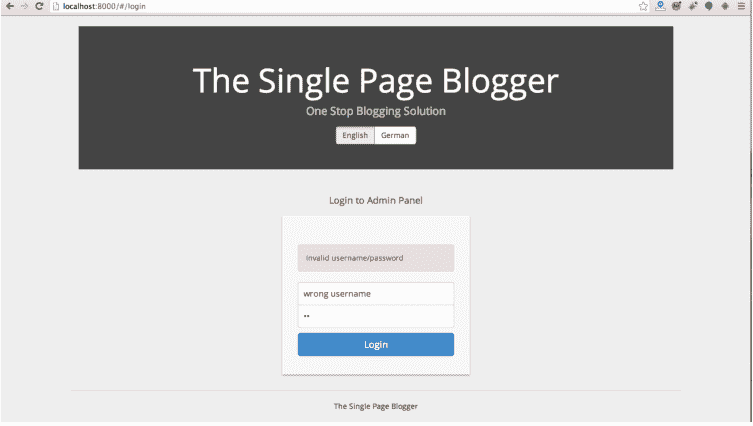 localhost:8000/#/login
The Single Page Blogger
One Stop Blogging Solution
English German
Login to Admin Panel
Invalid username/password
wrong username
••
Login
The Single Page Blogger